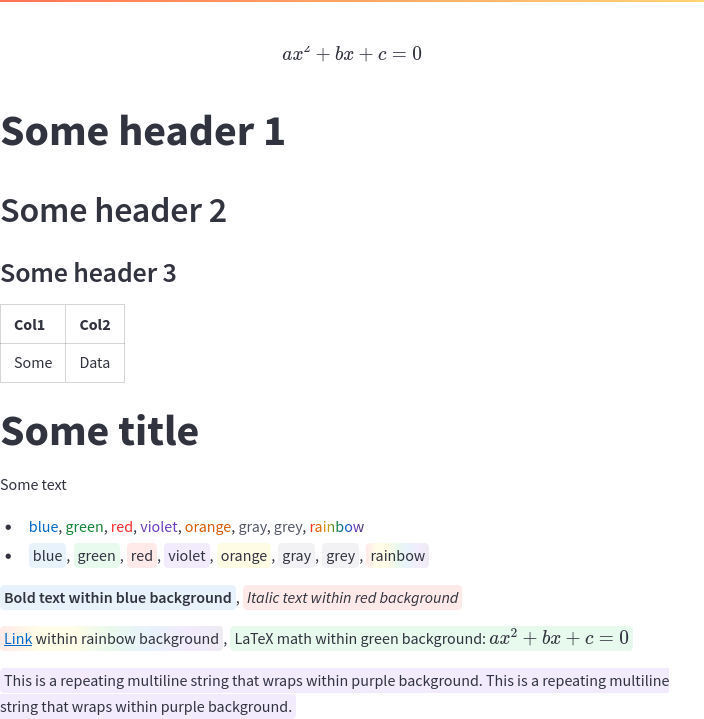 ax² + bx + c = 0
Some header 1
Some header 2
Some header 3
Col1 Col2
Some Data
Some title
Some text
• blue, green, red, violet, orange, gray, grey, rainbow
• blue , green , red , violet , orange , gray , grey , rainbow
Bold text within blue background , Italic text within red background
Link within rainbow background , LaTeX math within green background: ax² + bx + c = 0
This is a repeating multiline string that wraps within purple background. This is a repeating multiline
string that wraps within purple background.